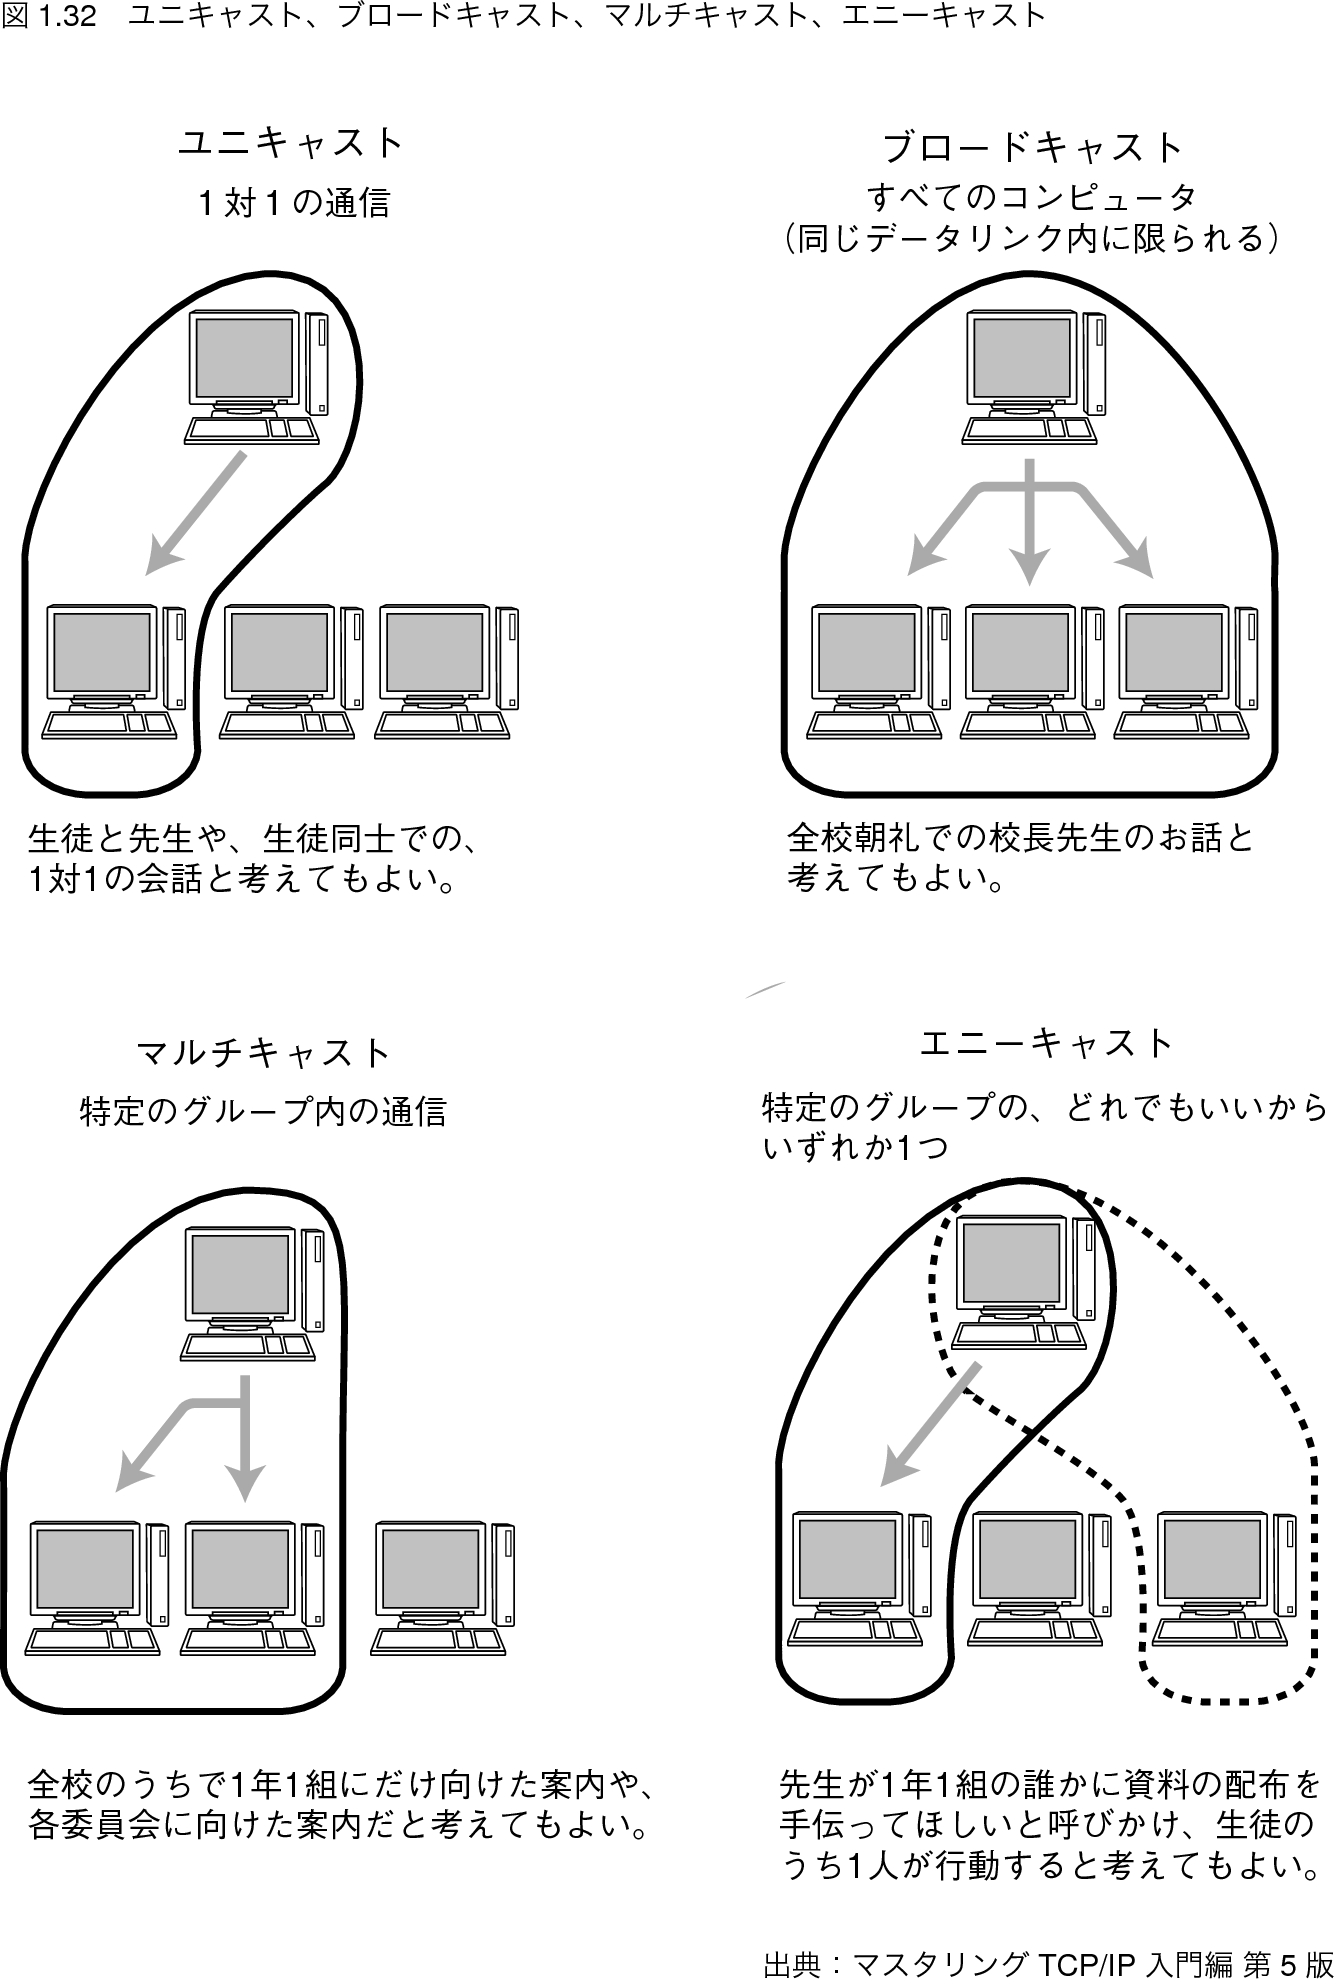 図 1.32　ユニキャスト、ブロードキャスト、マルチキャスト、エニーキャスト
ユニキャスト
1 対 1 の通信
ブロードキャスト
すべてのコンピュータ
（同じデータリンク内に限られる）
生徒と先生や、生徒同士での、
1対1の会話と考えてもよい。
全校朝礼での校長先生のお話と
考えてもよい。
マルチキャスト
特定のグループ内の通信
エニーキャスト
特定のグループの、どれでもいいから
いずれか1つ
全校のうちで1年1組にだけ向けた案内や、
各委員会に向けた案内だと考えてもよい。
先生が1年1組の誰かに資料の配布を
手伝ってほしいと呼びかけ、生徒の
うち1人が行動すると考えてもよい。
出典：マスタリング TCP/IP 入門編 第 5 版